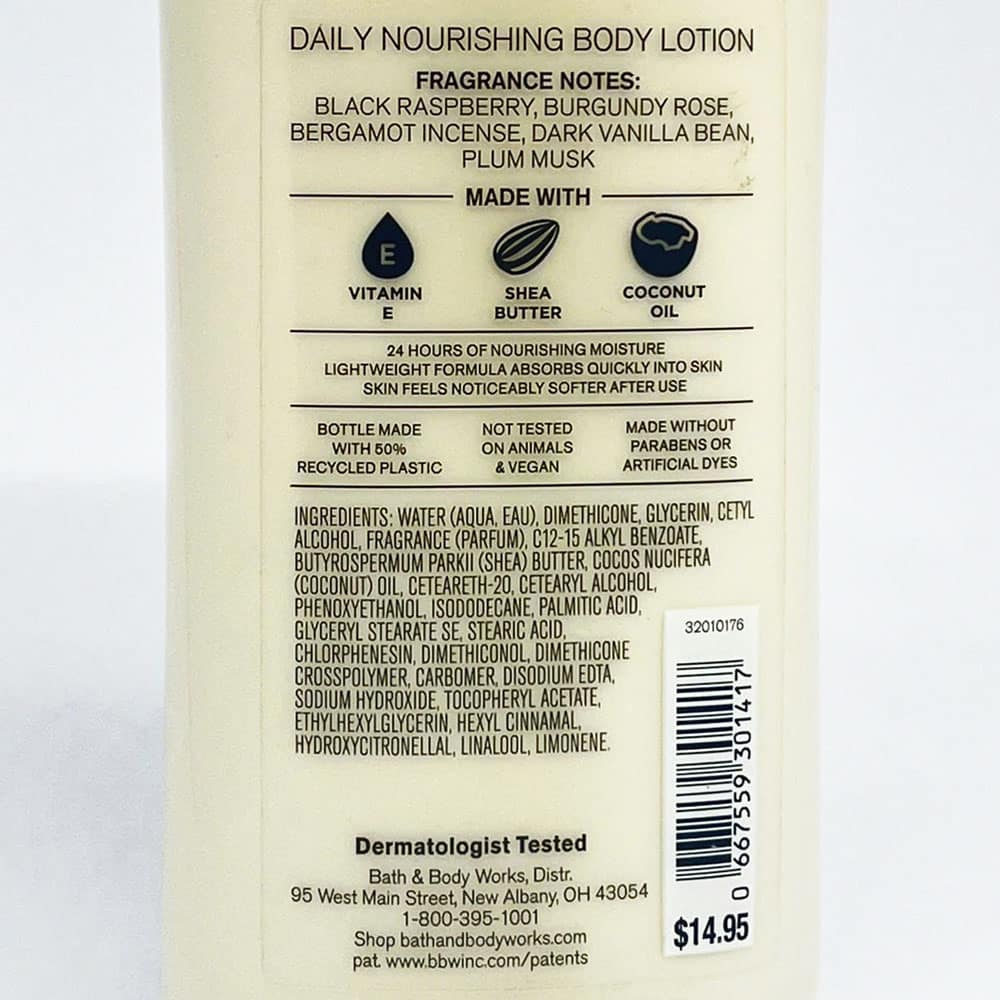 DAILY NOURISHING BODY LOTION
FRAGRANCE NOTES:
BLACK RASPBERRY, BURGUNDY ROSE,
BERGAMOT INCENSE, DARK VANILLA BEAN,
PLUM MUSK
MADE WITH
E
VITAMIN
E
SHEA
BUTTER
COCONUT
OIL
24 HOURS OF NOURISHING MOISTURE
LIGHTWEIGHT FORMULA ABSORBS QUICKLY INTO SKIN
SKIN FEELS NOTICEABLY SOFTER AFTER USE
BOTTLE MADE
WITH 50%
RECYCLED PLASTIC
NOT TESTED
ON ANIMALS
& VEGAN
MADE WITHOUT
PARABENS OR
ARTIFICIAL DYES
INGREDIENTS: WATER (AQUA, EAU), DIMETHICONE, GLYCERIN, CETYL
ALCOHOL, FRAGRANCE (PARFUM), C12-15 ALKYL BENZOATE,
BUTYROSPERMUM PARKII (SHEA) BUTTER, COCOS NUCIFERA
(COCONUT) OIL, CETEARETH-20, CETEARYL ALCOHOL,
PHENOXYETHANOL, ISODODECANE, PALMITIC ACID,
GLYCERYL STEARATE SE, STEARIC ACID,
CHLORPHENESIN, DIMETHICONOL, DIMETHICONE
CROSSPOLYMER, CARBOMER, DISODIUM EDTA,
SODIUM HYDROXIDE, TOCOPHERYL ACETATE,
ETHYLHEXYLGLYCERIN, HEXYL CINNAMAL,
HYDROXYCITRONELLAL, LINALOOL, LIMONENE.
32010176
0 667559 301417
$14.95
Dermatologist Tested
Bath & Body Works, Distr.
95 West Main Street, New Albany, OH 43054
1-800-395-1001
Shop bathandbodyworks.com
pat. www.bbwinc.com/patents